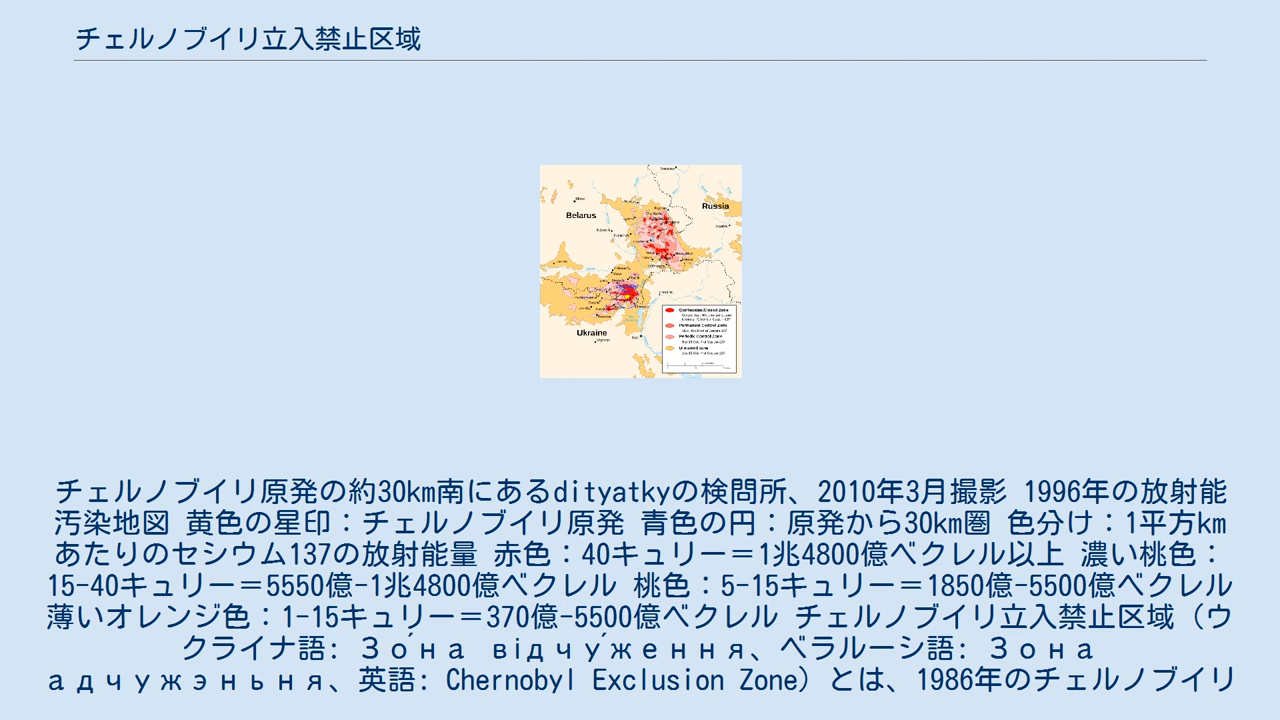 チェルノブイリ立入禁止区域
Russia
Belarus
Ukraine
Confiscated/Closed Zone
Permanent Control Zone
Periodic Control Zone
チェルノブイリ原発の約30km南にあるdityatkyの検問所、2010年3月撮影 1996年の放射能
汚染地図 黄色の星印：チェルノブイリ原発 青色の円：原発から30km圏 色分け：1平方km
あたりのセシウム137の放射能量 赤色：40キュリー＝1兆4800億ベクレル以上 濃い桃色：
15-40キュリー＝5550億-1兆4800億ベクレル 桃色：5-15キュリー＝1850億-5500億ベクレル
薄いオレンジ色：1-15キュリー＝370億-5500億ベクレル チェルノブイリ立入禁止区域（ウ
クライナ語: Зо́на відчу́ження、ベラルーシ語: Зона
адчужэньня、英語: Chernobyl Exclusion Zone）とは、1986年のチェルノブイリ